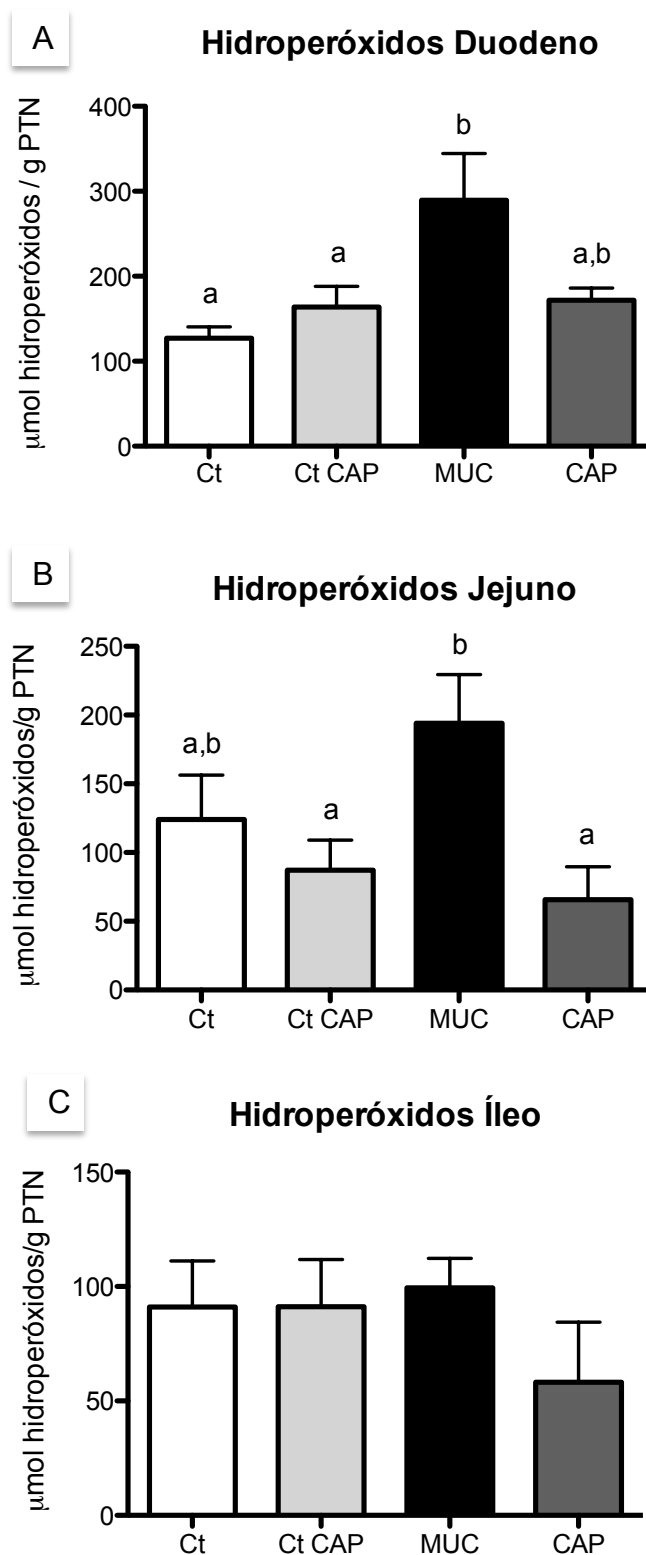 A
Hidroperóxidos Duodeno
µmol hidroperóxidos / g PTN
400
300
200
100
0
a
a
b
a,b
Ct
Ct CAP
MUC
CAP
B
Hidroperóxidos Jejuno
µmol hidroperóxidos/g PTN
250
200
150
100
50
0
a,b
a
b
a
Ct
Ct CAP
MUC
CAP
C
Hidroperóxidos Íleo
µmol hidroperóxidos/g PTN
150
100
50
0
Ct
Ct CAP
MUC
CAP